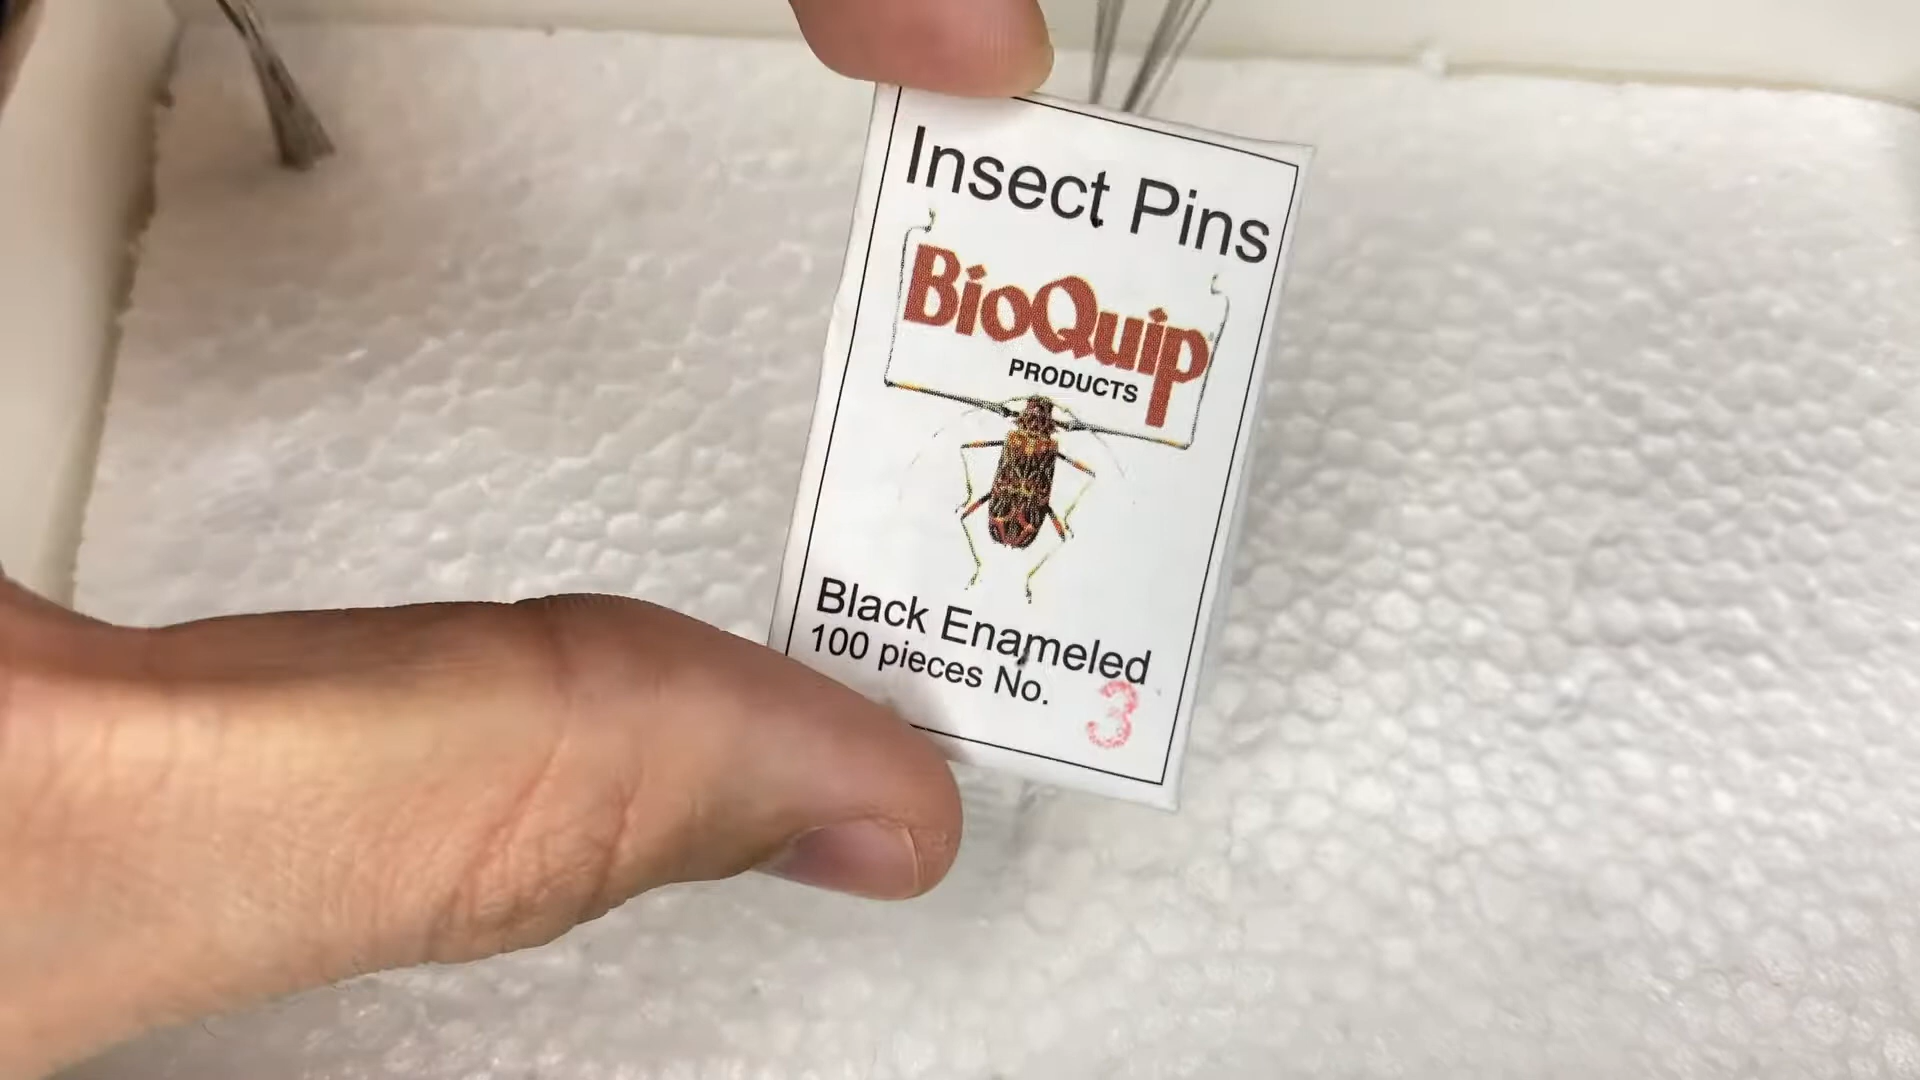 Insect Pins
BioQuip
PRODUCTS
Black Enameled
100 pieces No. 3